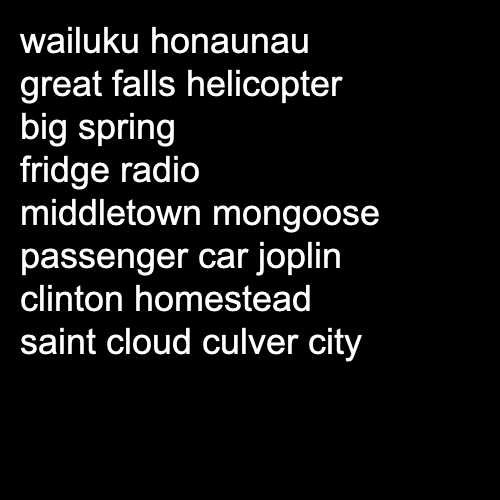 wailuku honaunau
great falls helicopter
big spring
fridge radio
middletown mongoose
passenger car joplin
clinton homestead
saint cloud culver city